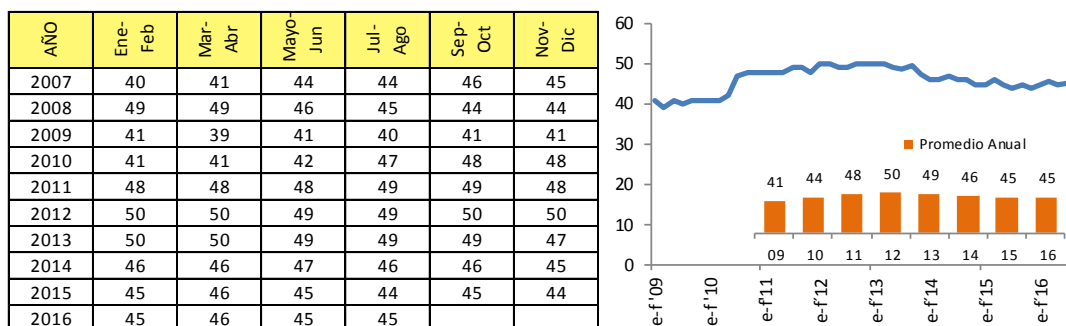 AÑO Ene-Feb Mar-Abr Mayo-Jun Jul-Ago Sep-Oct Nov-Dic
2007 40 41 44 44 46 45
2008 49 49 46 45 44 44
2009 41 39 41 40 41 41
2010 41 41 42 47 48 48
2011 48 48 48 49 49 48
2012 50 50 49 49 50 50
2013 50 50 49 49 49 47
2014 46 46 47 46 46 45
2015 45 46 45 44 45 44
2016 45 46 45 45
60
50
40
30
20
10
0
Promedio Anual
41 44 48 50 49 46 45 45
09 10 11 12 13 14 15 16
e-f '09 e-f '10 e-f'11 e-f'12 e-f'13 e-f'14 e-f'15 e-f'16